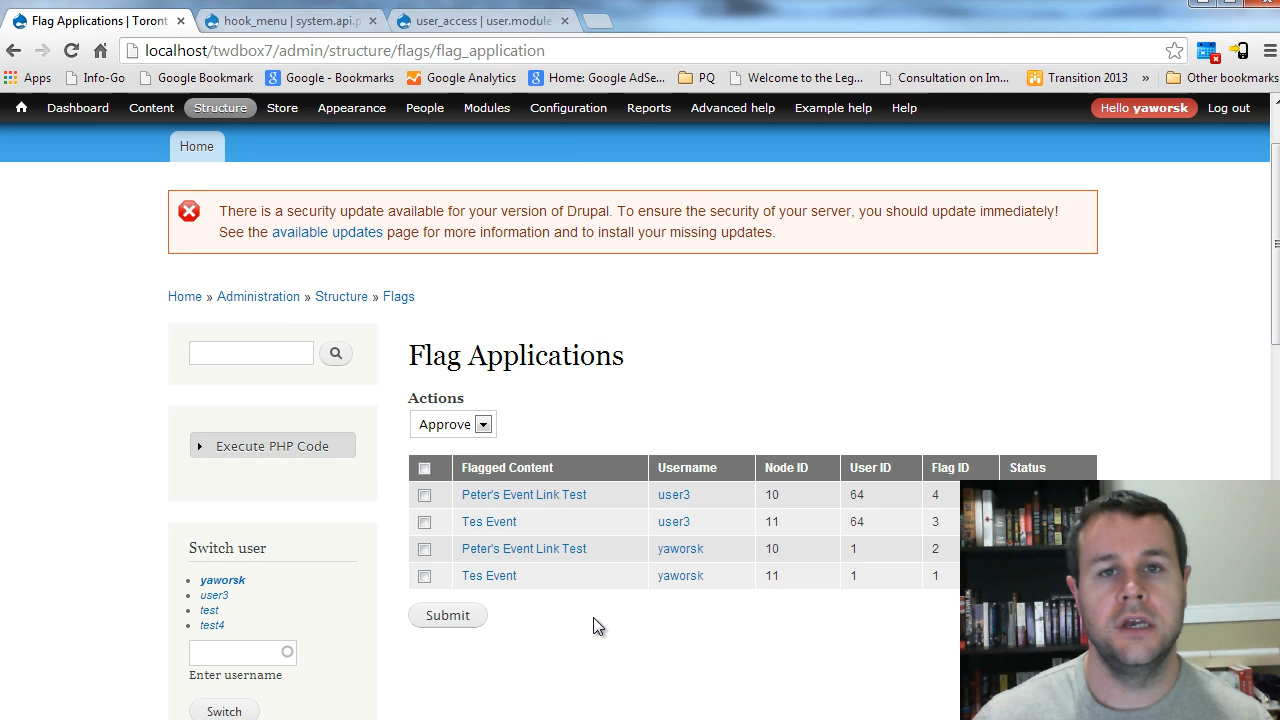 Flag Applications | Toront
hook_menu | system.api.p
user_access | user.module
localhost/twdbox7/admin/structure/flags/flag_application
Apps Info-Go Google Bookmark Google - Bookmarks Google Analytics Home: Google AdSe... PQ Welcome to the Leg... Consultation on Im... Transition 2013 » Other bookmarks
Dashboard Content Structure Store Appearance People Modules Configuration Reports Advanced help Example help Help Hello yaworsk Log out
Home
There is a security update available for your version of Drupal. To ensure the security of your server, you should update immediately!
See the available updates page for more information and to install your missing updates.
Home » Administration » Structure » Flags
Flag Applications
Actions
Approve
Execute PHP Code
Flagged Content Username Node ID User ID Flag ID Status
Peter's Event Link Test user3 10 64 4
Tes Event user3 11 64 3
Peter's Event Link Test yaworsk 10 1 2
Tes Event yaworsk 11 1 1
Submit
Switch user
yaworsk
user3
test
test4
Enter username
Switch